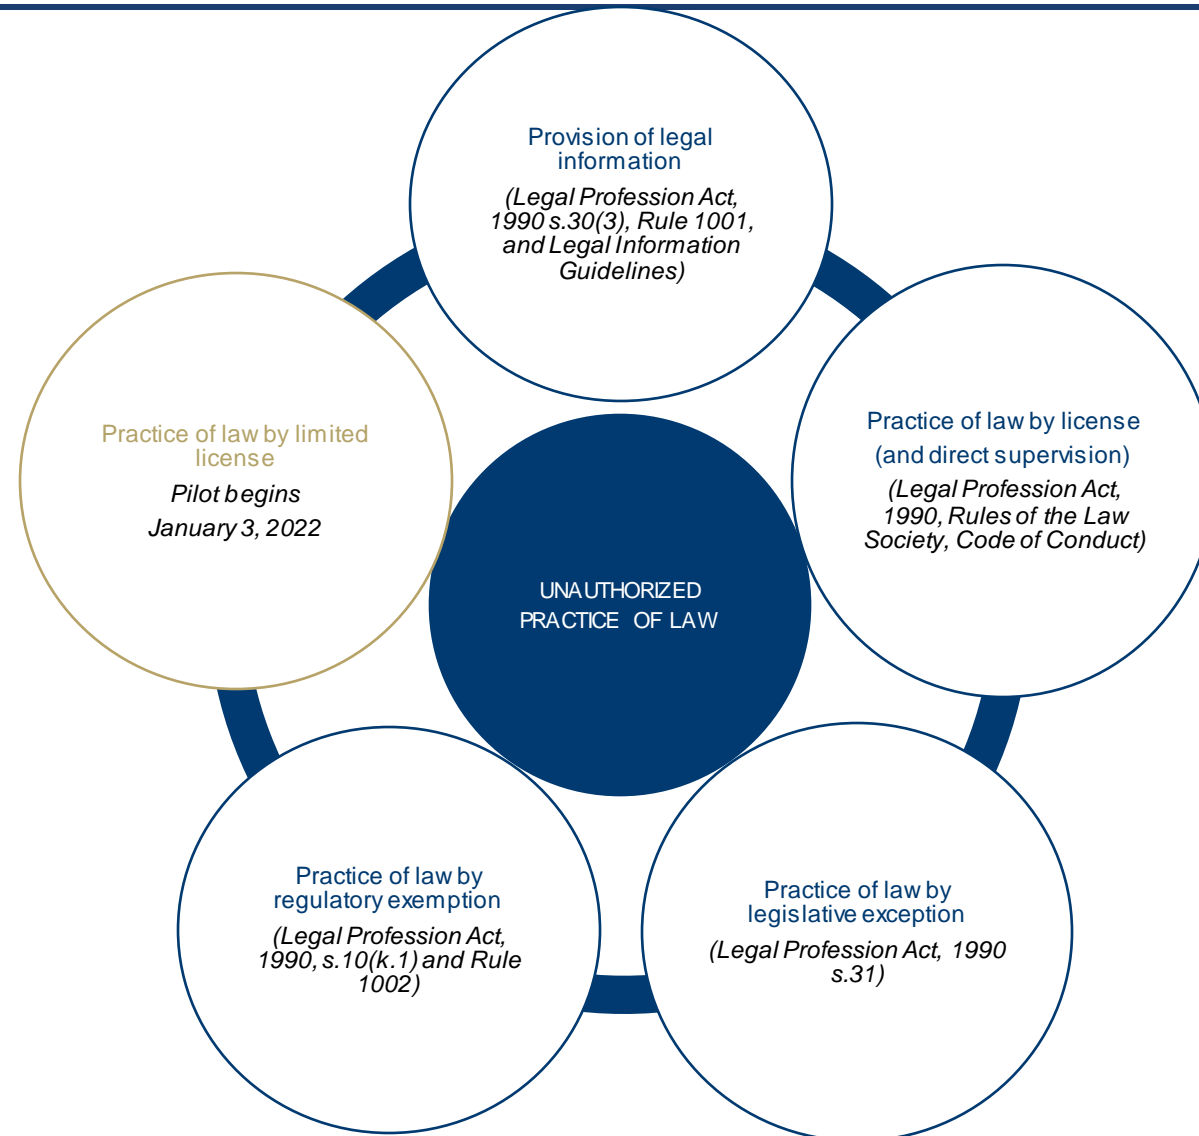 Provision of legal
information
(Legal Profession Act,
1990 s.30(3), Rule 1001,
and Legal Information
Guidelines)
Practice of law by limited
license
Pilot begins
January 3, 2022
Practice of law by license
(and direct supervision)
(Legal Profession Act,
1990, Rules of the Law
Society, Code of Conduct)
UNAUTHORIZED
PRACTICE OF LAW
Practice of law by
regulatory exemption
(Legal Profession Act,
1990, s.10(k.1) and Rule
1002)
Practice of law by
legislative exception
(Legal Profession Act, 1990
s.31)